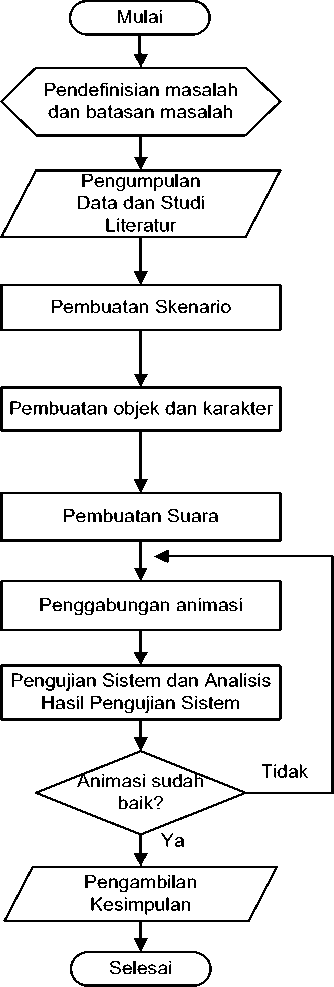 Mulai
Pendefinisian masalah
dan batasan masalah
Pengumpulan
Data dan Studi
Literatur
Pembuatan Skenario
Pembuatan objek dan karakter
Pembuatan Suara
Penggabungan animasi
Pengujian Sistem dan Analisis
Hasil Pengujian Sistem
Animasi sudah
baik?
Tidak
Ya
Pengambilan
Kesimpulan
Selesai